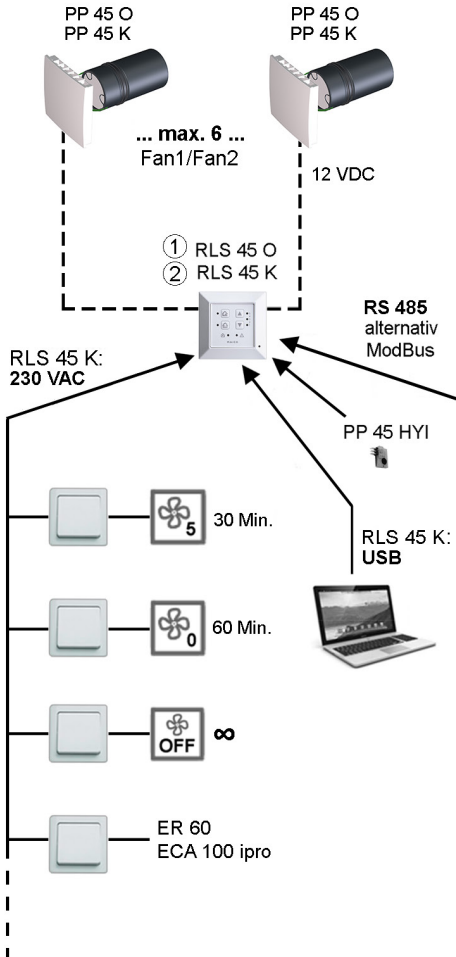 PP 45 O
PP 45 K
PP 45 O
PP 45 K
... max. 6 ...
Fan1/Fan2
12 VDC
1 RLS 45 O
2 RLS 45 K
RS 485
alternativ
ModBus
RLS 45 K:
230 VAC
PP 45 HYI
5 30 Min.
RLS 45 K:
USB
0 60 Min.
OFF ∞
ER 60
ECA 100 ipro